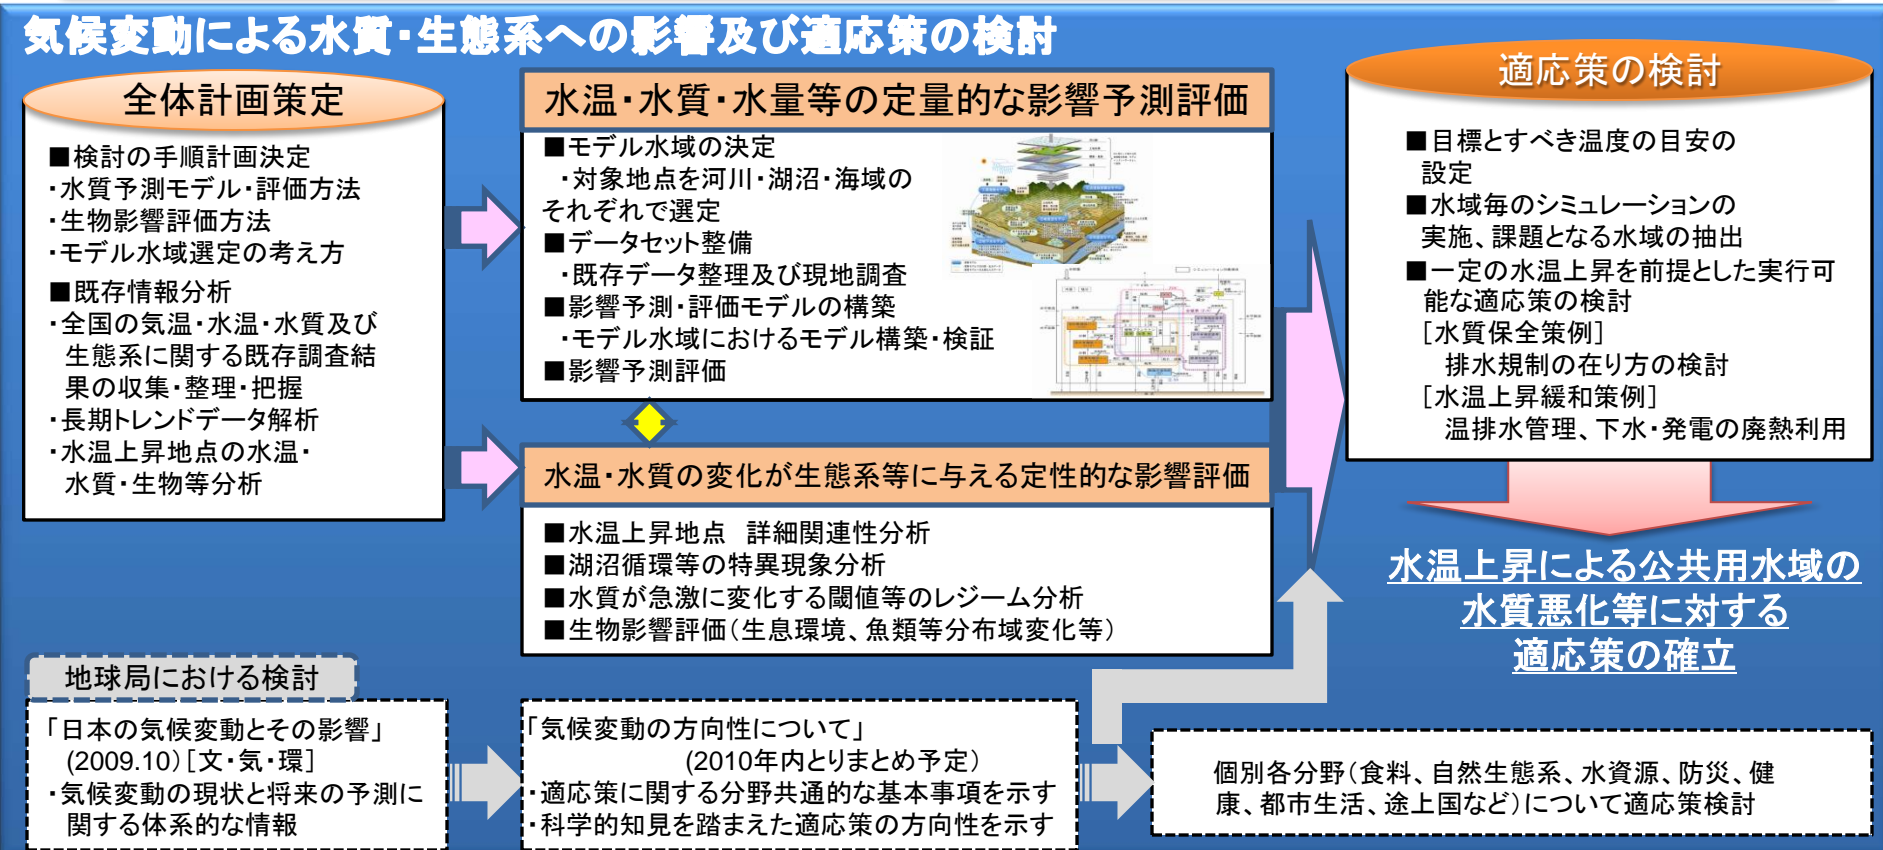 気候変動による水質・生態系への影響及び適応策の検討
全体計画策定
■検討の手順計画決定
・水質予測モデル・評価方法
・生物影響評価方法
・モデル水域選定の考え方
■既存情報分析
・全国の気温・水温・水質及び
生態系に関する既存調査結
果の収集・整理・把握
・長期トレンドデータ解析
・水温上昇地点の水温・
水質・生物等分析
水温・水質・水量等の定量的な影響予測評価
■モデル水域の決定
・対象地点を河川・湖沼・海域の
それぞれで選定
■データセット整備
・既存データ整理及び現地調査
■影響予測・評価モデルの構築
・モデル水域におけるモデル構築・検証
■影響予測評価
水温・水質の変化が生態系等に与える定性的な影響評価
■水温上昇地点　詳細関連性分析
■湖沼循環等の特異現象分析
■水質が急激に変化する閾値等のレジーム分析
■生物影響評価（生息環境、魚類等分布域変化等）
適応策の検討
■目標とすべき温度の目安の
設定
■水域毎のシミュレーションの
実施、課題となる水域の抽出
■一定の水温上昇を前提とした実行可
能な適応策の検討
［水質保全策例］
排水規制の在り方の検討
［水温上昇緩和策例］
温排水管理、下水・発電の廃熱利用
水温上昇による公共用水域の
水質悪化等に対する
適応策の確立
地球局における検討
「日本の気候変動とその影響」
(2009.10)［文・気・環］
・気候変動の現状と将来の予測に
関する体系的な情報
「気候変動の方向性について」
(2010年内とりまとめ予定)
・適応策に関する分野共通的な基本事項を示す
・科学的知見を踏まえた適応策の方向性を示す
個別各分野（食料、自然生態系、水資源、防災、健
康、都市生活、途上国など）について適応策検討